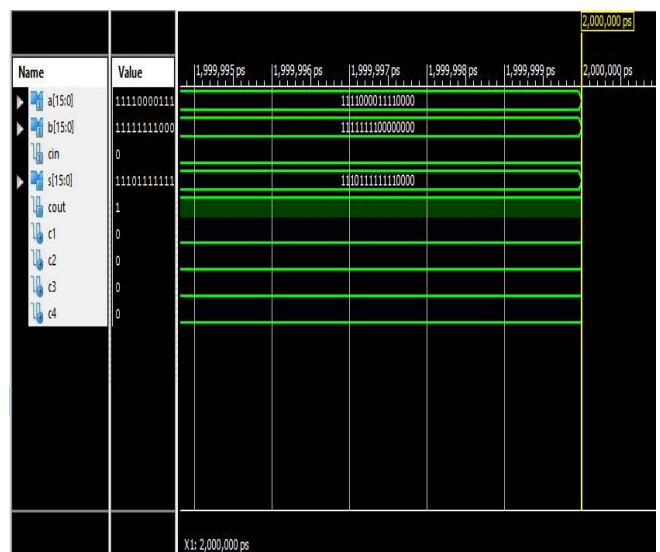 2,000,000 ps
Name Value 1,999,995 ps 1,999,996 ps 1,999,997 ps 1,999,998 ps 1,999,999 ps 2,000,000 ps
a[15:0] 11110000111 1111000011110000
b[15:0] 11111111000 1111111100000000
cin 0
s[15:0] 11101111111 1110111111110000
cout 1
c1 0
c2 0
c3 0
c4 0
X1: 2,000,000 ps